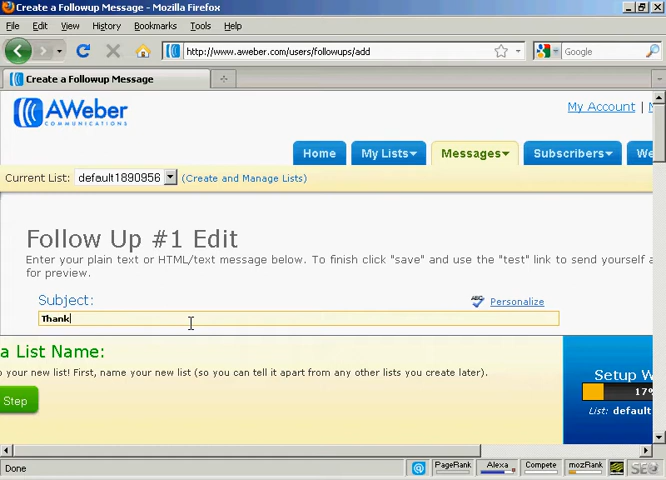 Create a Followup Message - Mozilla Firefox
File Edit View History Bookmarks Tools Help
http://www.aweber.com/users/followups/add
Google
Create a Followup Message
AWeber
COMMUNICATIONS
My Account |
Home My Lists Messages Subscribers We
Current List: default1890956 (Create and Manage Lists)
Follow Up #1 Edit
Enter your plain text or HTML/text message below. To finish click "save" and use the "test" link to send yourself a
for preview.
Subject: ABC Personalize
Thank
a List Name:
o your new list! First, name your new list (so you can tell it apart from any other lists you create later).
Step
Setup W
17%
List: default
Done PageRank Alexa Compete mozRank SEO